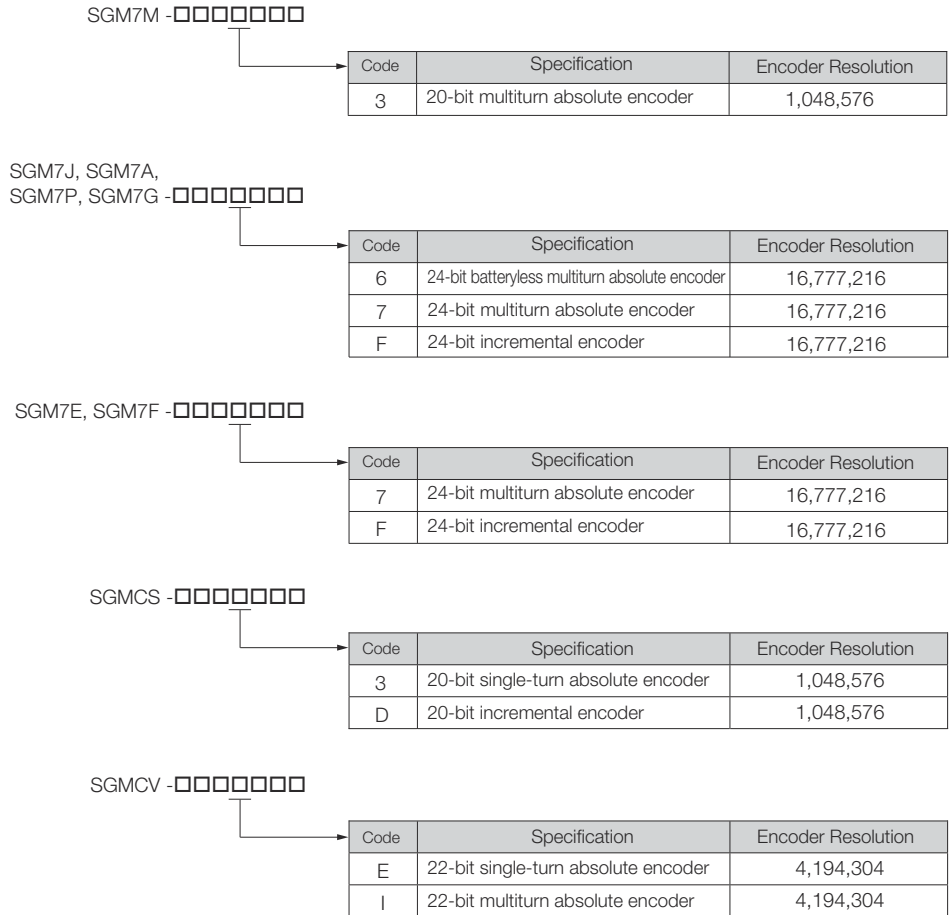 SGM7M -□□□□□□□
Code Specification Encoder Resolution
3 20-bit multiturn absolute encoder 1,048,576
SGM7J, SGM7A,
SGM7P, SGM7G -□□□□□□□
Code Specification Encoder Resolution
6 24-bit batteryless multiturn absolute encoder 16,777,216
7 24-bit multiturn absolute encoder 16,777,216
F 24-bit incremental encoder 16,777,216
SGM7E, SGM7F -□□□□□□□
Code Specification Encoder Resolution
7 24-bit multiturn absolute encoder 16,777,216
F 24-bit incremental encoder 16,777,216
SGMCS -□□□□□□□
Code Specification Encoder Resolution
3 20-bit single-turn absolute encoder 1,048,576
D 20-bit incremental encoder 1,048,576
SGMCV -□□□□□□□
Code Specification Encoder Resolution
E 22-bit single-turn absolute encoder 4,194,304
I 22-bit multiturn absolute encoder 4,194,304